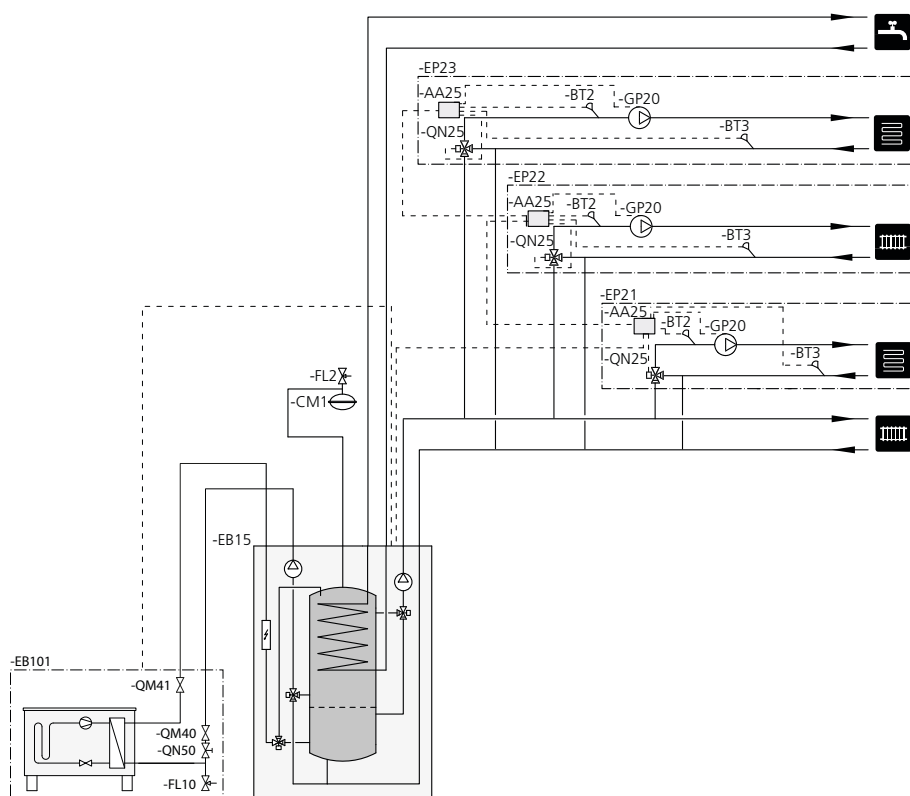 -EP23
-AA25
-BT2
-GP20
-QN25
-BT3
-EP22
-AA25
-BT2
-GP20
-QN25
-BT3
-EP21
-AA25
-BT2
-GP20
-QN25
-BT3
-FL2
-CM1
-EB15
-EB101
-QM41
-QM40
-QN50
-FL10